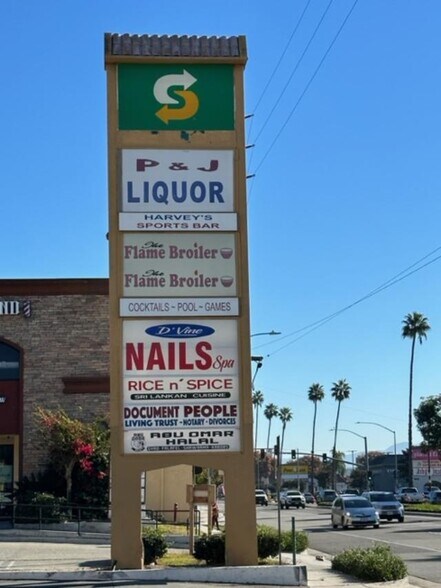 S
P & J
LIQUOR
HARVEY'S
SPORTS BAR
The
Flame Broiler
The
Flame Broiler
COCKTAILS - POOL - GAMES
D'Vine
NAILS Spa
RICE n' SPICE
SRI LANKAN CUISINE
DOCUMENT PEOPLE
LIVING TRUST • NOTARY • DIVORCES
ABU OMAR
HALAL
ND